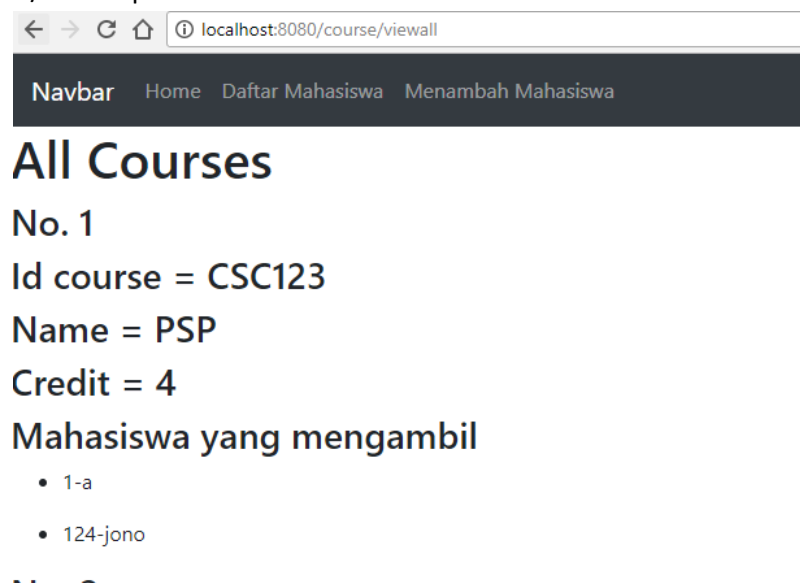 localhost:8080/course/viewall
Navbar Home Daftar Mahasiswa Menambah Mahasiswa
All Courses
No. 1
Id course = CSC123
Name = PSP
Credit = 4
Mahasiswa yang mengambil
1-a
124-jono